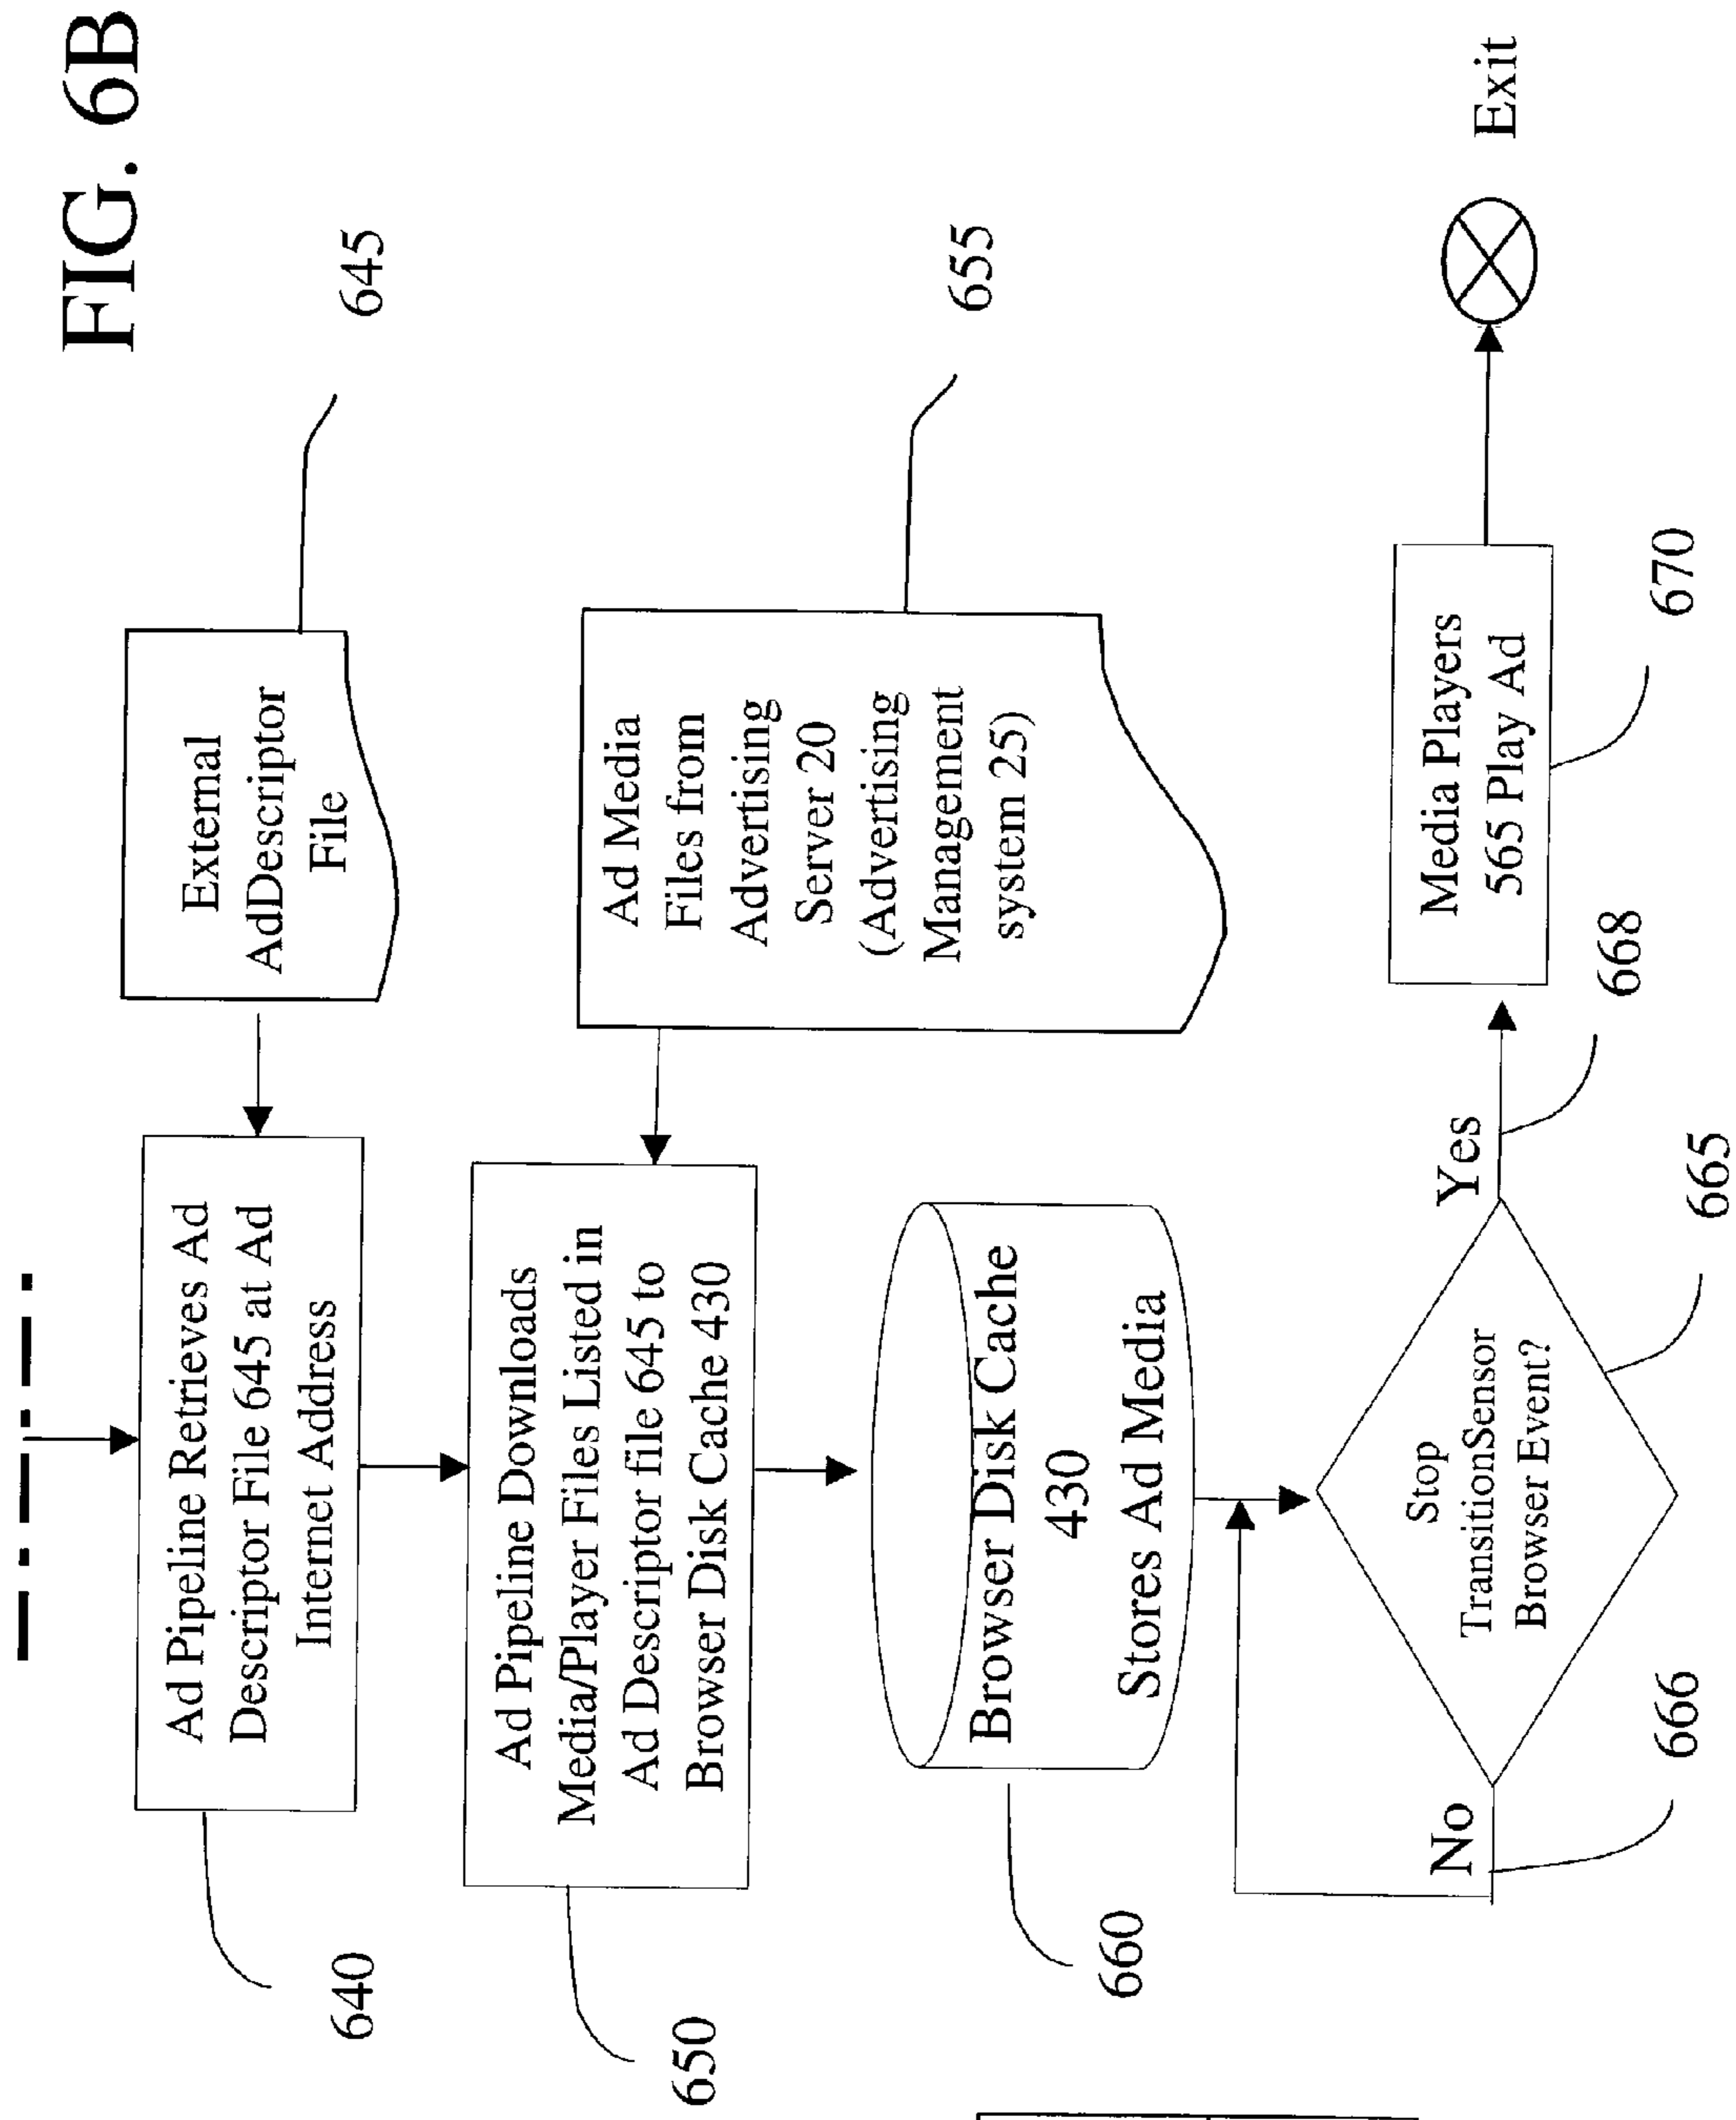 FIG. 6B
Ad Pipeline Retrieves Ad
Descriptor File 645 at Ad
Internet Address
640
External
AdDescriptor
File
645
Ad Pipeline Downloads
Media/Player Files Listed in
Ad Descriptor file 645 to
Browser Disk Cache 430
650
Ad Media
Files from
Advertising
Server 20
(Advertising
Management
system 25)
655
Browser Disk Cache
430
Stores Ad Media
660
Stop
TransitionSensor
Browser Event?
665
No
666
Yes
668
Media Players
565 Play Ad
670
Exit